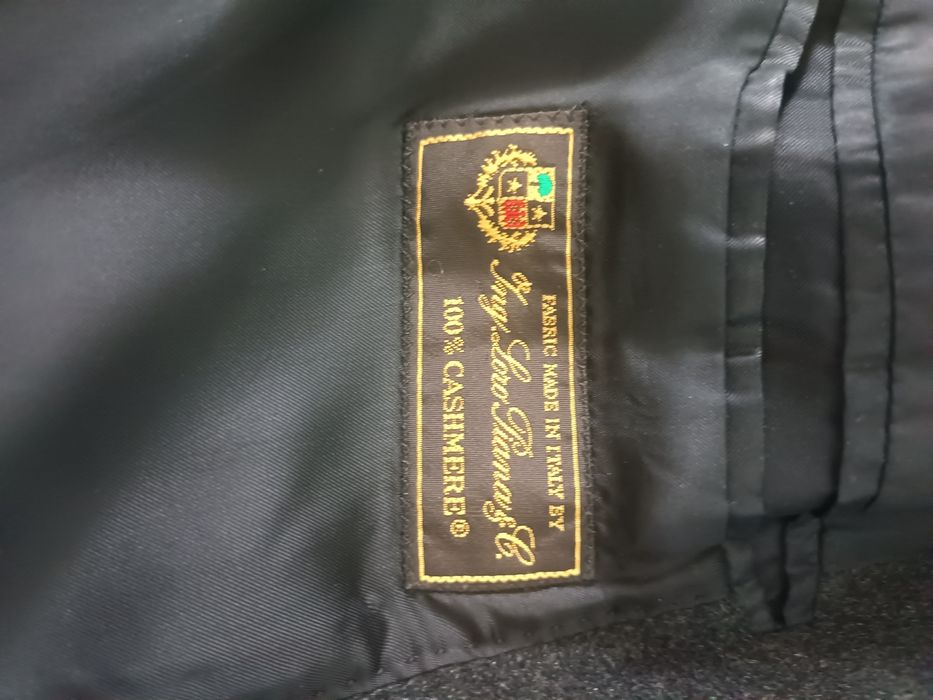 FABRIC MADE IN ITALY BY
Ing. Loro Piana & C.
100% CASHMERE®